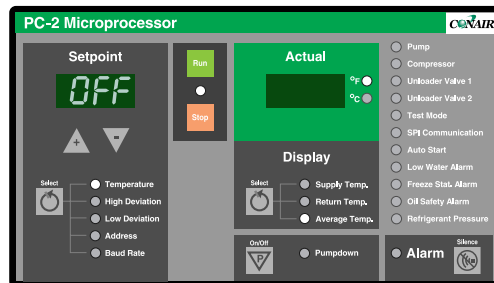 PC-2 Microprocessor
CONAIR
Setpoint
OFF
+ -
Select
Temperature
High Deviation
Low Deviation
Address
Baud Rate
Run
Stop
Actual
°F
°C
Display
Select
Supply Temp.
Return Temp.
Average Temp.
On/Off
P
Pumpdown
Pump
Compressor
Unloader Valve 1
Unloader Valve 2
Test Mode
SPI Communication
Auto Start
Low Water Alarm
Freeze Stat. Alarm
Oil Safety Alarm
Refrigerant Pressure
Alarm
Silence